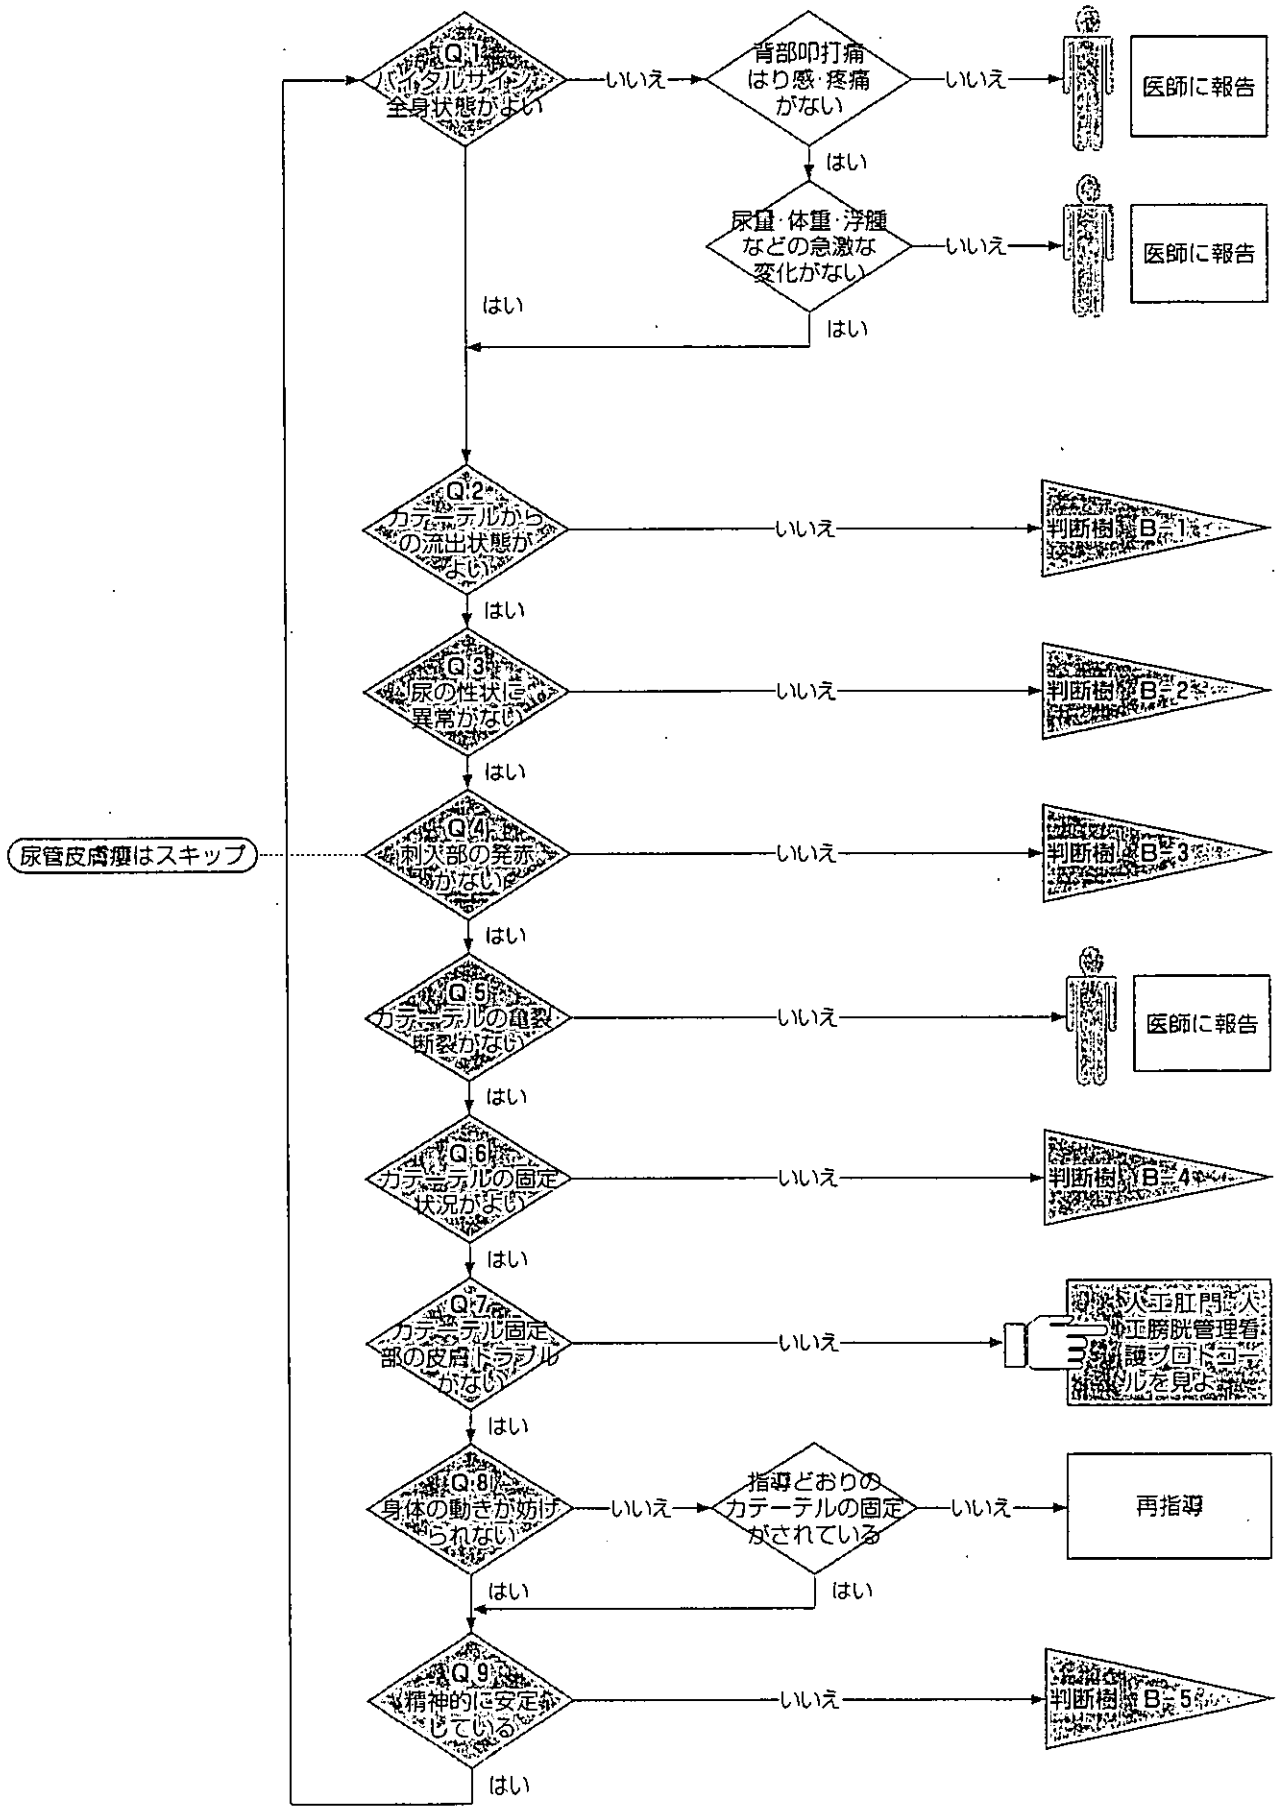 Q 1
バイタルサイン
全身状態がよい
いいえ
背部叩打痛
はり感・疼痛
がない
いいえ
医師に報告
はい
尿量・体重・浮腫
などの急激な
変化がない
いいえ
医師に報告
はい
はい
Q 2
カテーテルから
の流出状態が
よい
いいえ
判断樹 B－1
はい
Q 3
尿の性状に
異常がない
いいえ
判断樹 B－2
はい
尿管皮膚瘻はスキップ
Q 4
刺入部の発赤
がない
いいえ
判断樹 B－3
はい
Q 5
カテーテルの亀裂・
断裂がない
いいえ
医師に報告
はい
Q 6
カテーテルの固定
状況がよい
いいえ
判断樹 B－4
はい
Q 7
カテーテル固定
部の皮膚トラブル
がない
いいえ
人工肛門・人
工膀胱管理看
護プロトコー
ルを見よ
はい
Q 8
身体の動きが妨げ
られない
いいえ
指導どおりの
カテーテルの固定
がされている
いいえ
再指導
はい
はい
Q 9
精神的に安定
している
いいえ
判断樹 B－5
はい